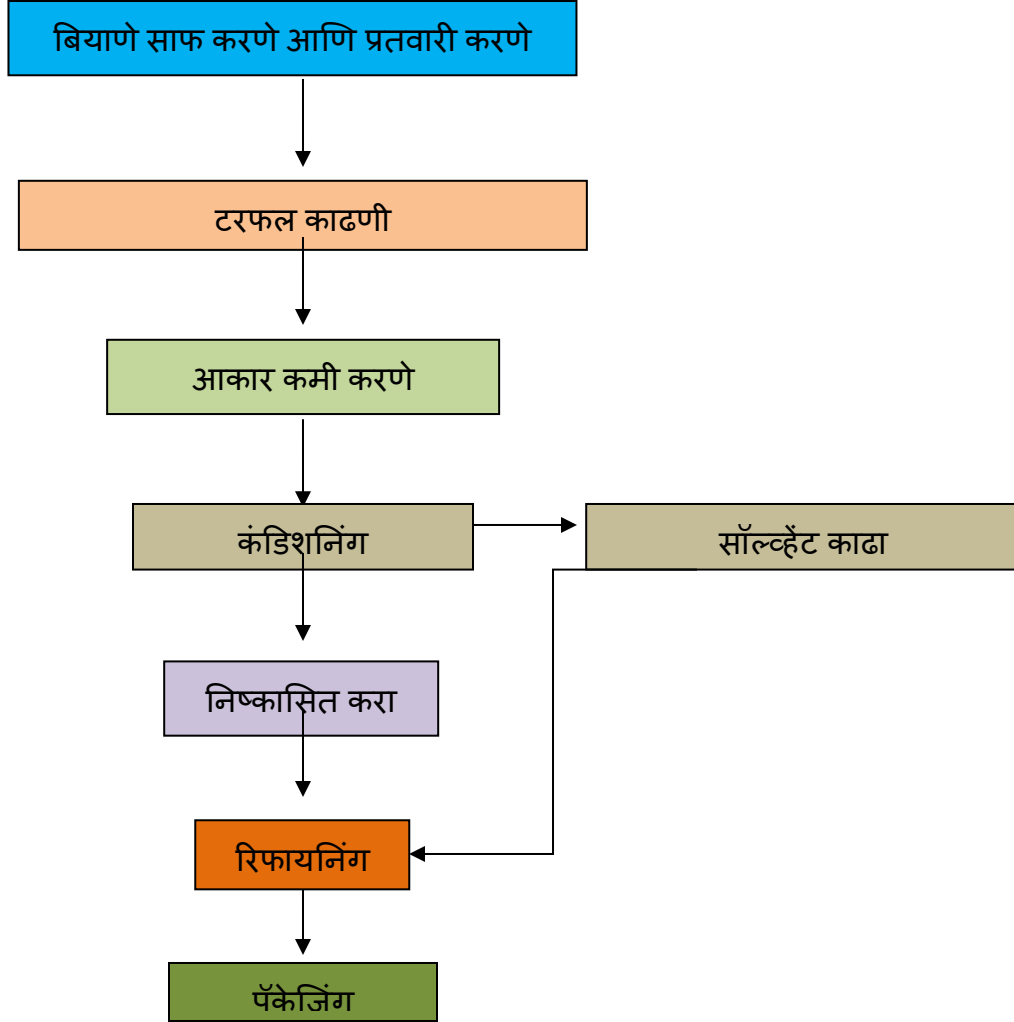 बियाणे साफ करणे आणि प्रतवारी करणे
टरफल काढणी
आकार कमी करणे
कंडिशनिंग
सॉल्व्हेंट काढा
निष्कासित करा
रिफायनिंग
पॅकेजिंग